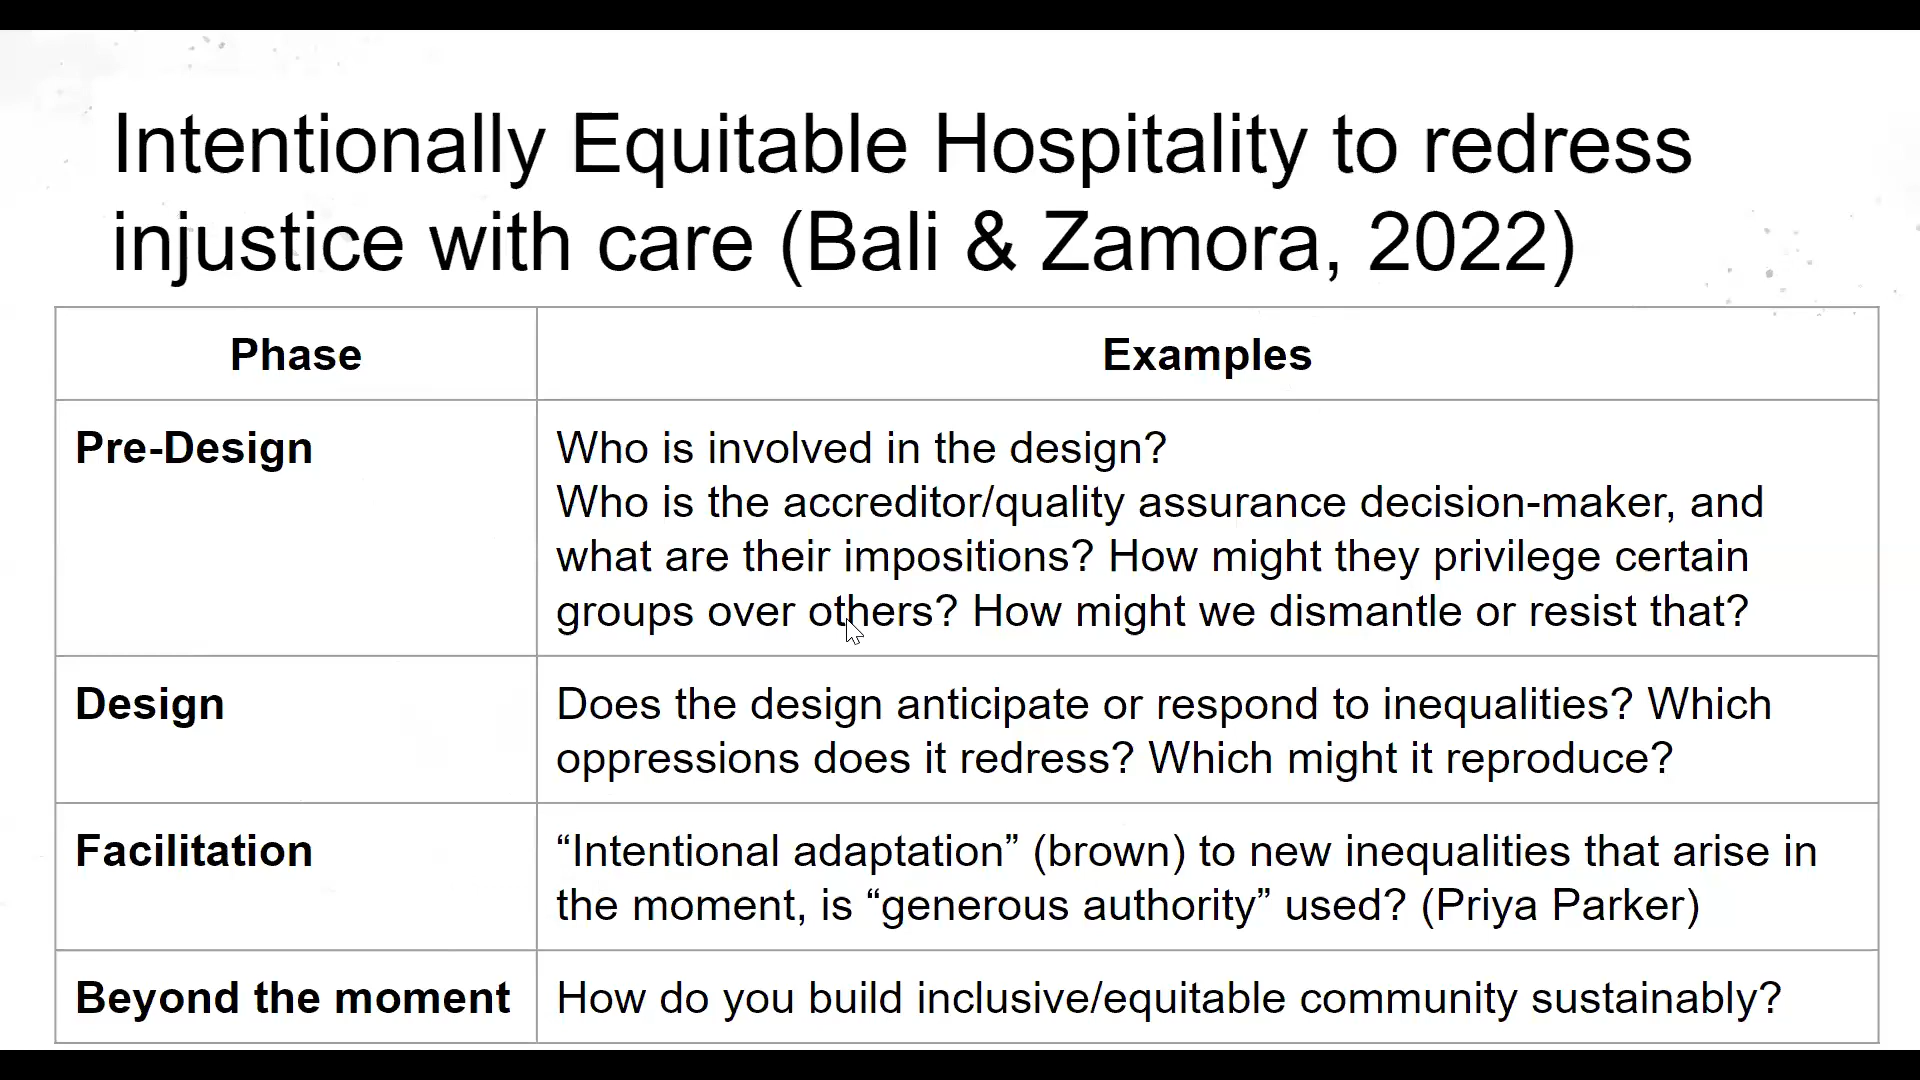 Intentionally Equitable Hospitality to redress
injustice with care (Bali & Zamora, 2022)
Phase
Examples
Pre-Design
Who is involved in the design?
Who is the accreditor/quality assurance decision-maker, and
what are their impositions? How might they privilege certain
groups over others? How might we dismantle or resist that?
Design
Does the design anticipate or respond to inequalities? Which
oppressions does it redress? Which might it reproduce?
Facilitation
“Intentional adaptation” (brown) to new inequalities that arise in
the moment, is “generous authority” used? (Priya Parker)
Beyond the moment
How do you build inclusive/equitable community sustainably?